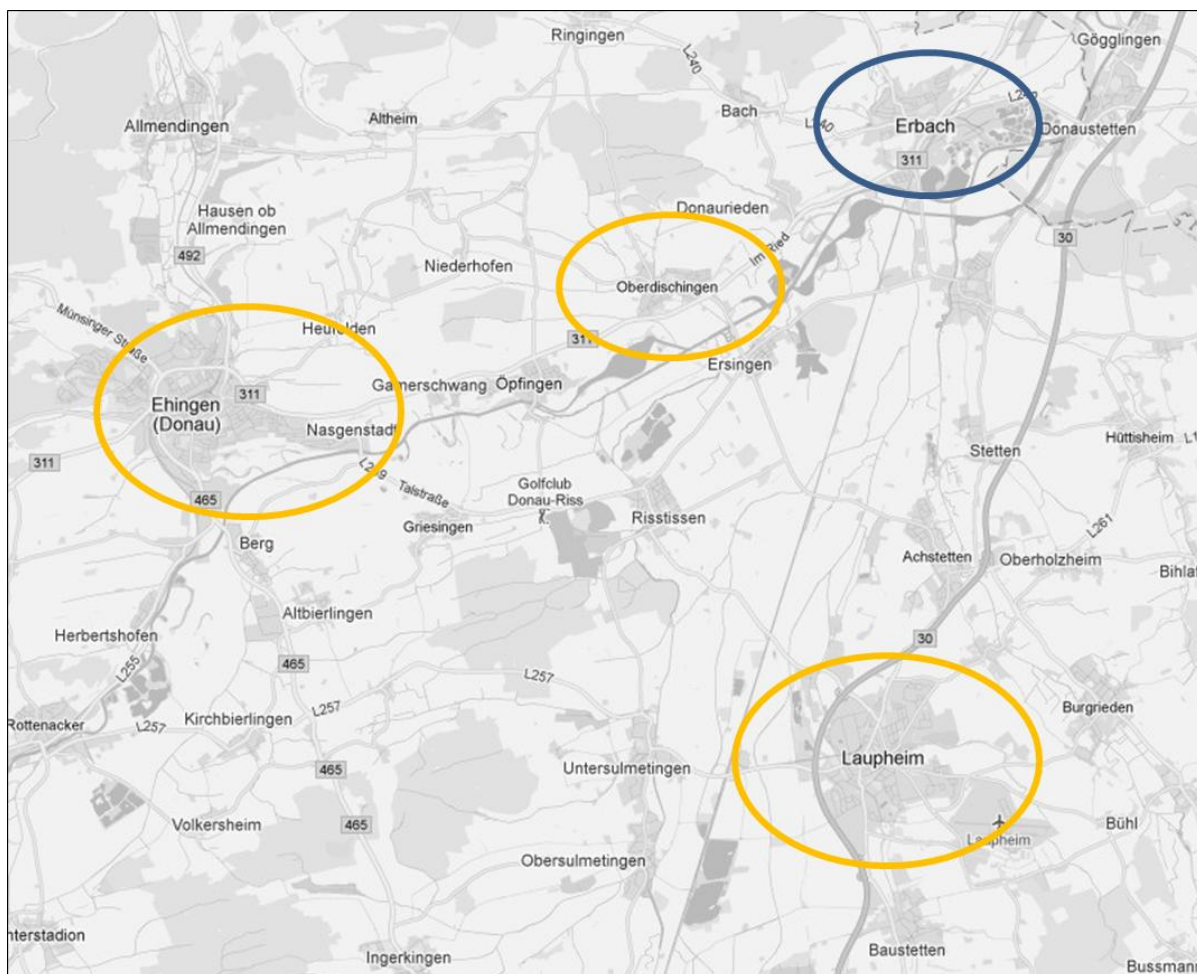 Ringingen
Gögglingen
L240
Allmendingen
Altheim
Bach
L240
Erbach
Donaustetten
311
Hausen ob
Allmendingen
Donaurieden
492
Niederhofen
Im Ried
30
Oberdischingen
Münsinger Straße
Heufelden
311
Ersingen
Gamerschwang
Öpfingen
311
Ehingen
(Donau)
Nasgenstadt
311
Stetten
Hüttisheim
465
Talstraße
Golfclub
Donau-Riss
Griesingen
Risstissen
L261
Berg
Achstetten
Oberholzheim
Altbierlingen
Herbertshofen
30
465
L255
L257
L257
Rottenacker
Kirchbierlingen
L257
Burgrieden
465
Untersulmetingen
Laupheim
Volkersheim
465
Laupheim
Bühl
Obersulmetingen
nterstadion
Ingerkingen
Baustetten
Bussmann